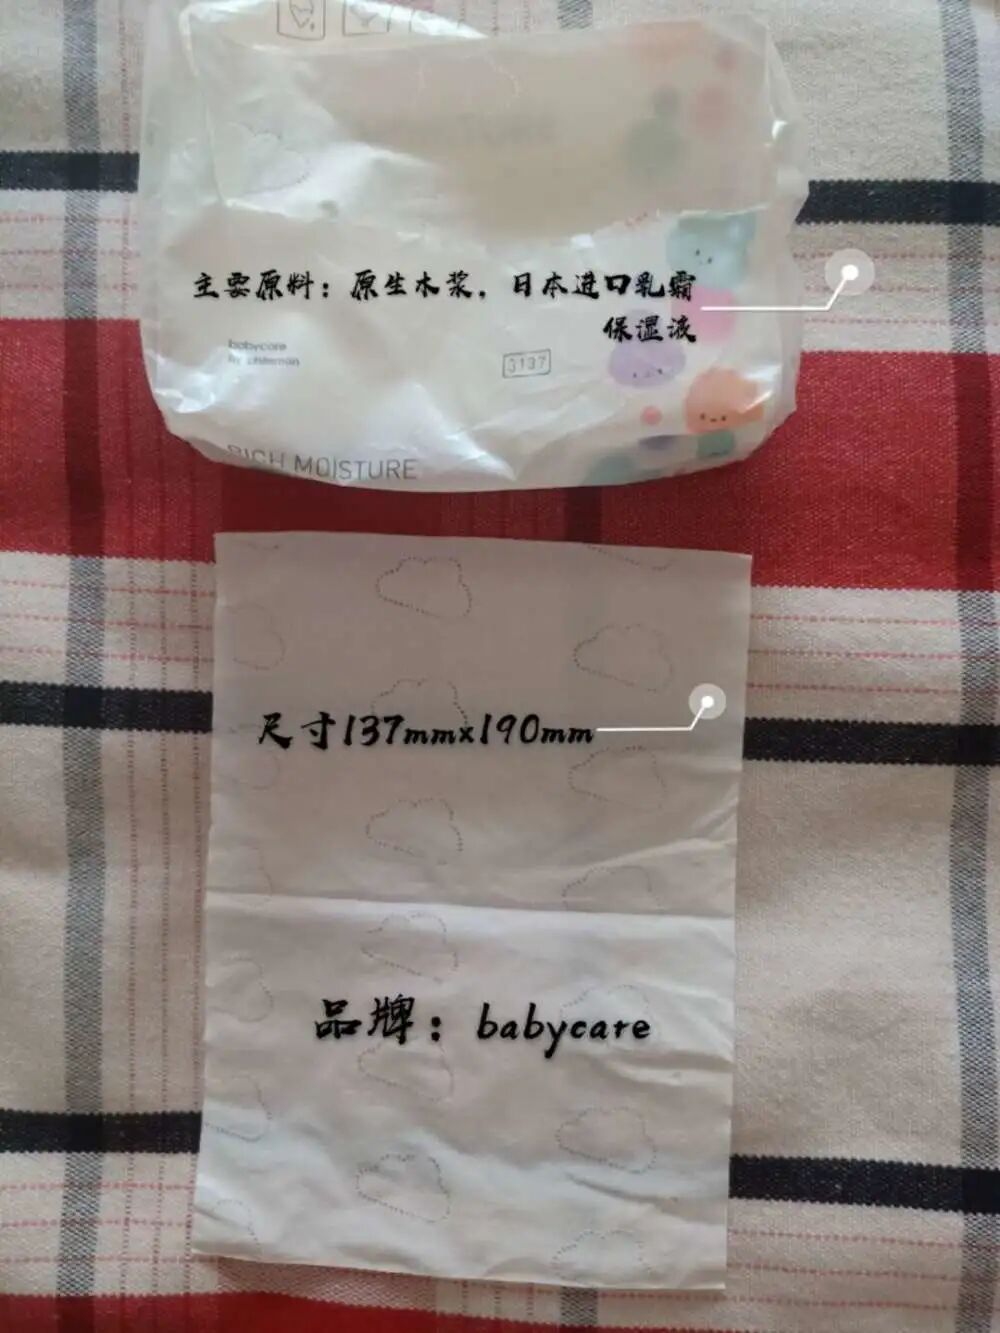 主要原料：原生木浆，日本进口乳霜
保湿液
babycare
3137
RICH MOISTURE
尺寸137mmx190mm
品牌：babycare